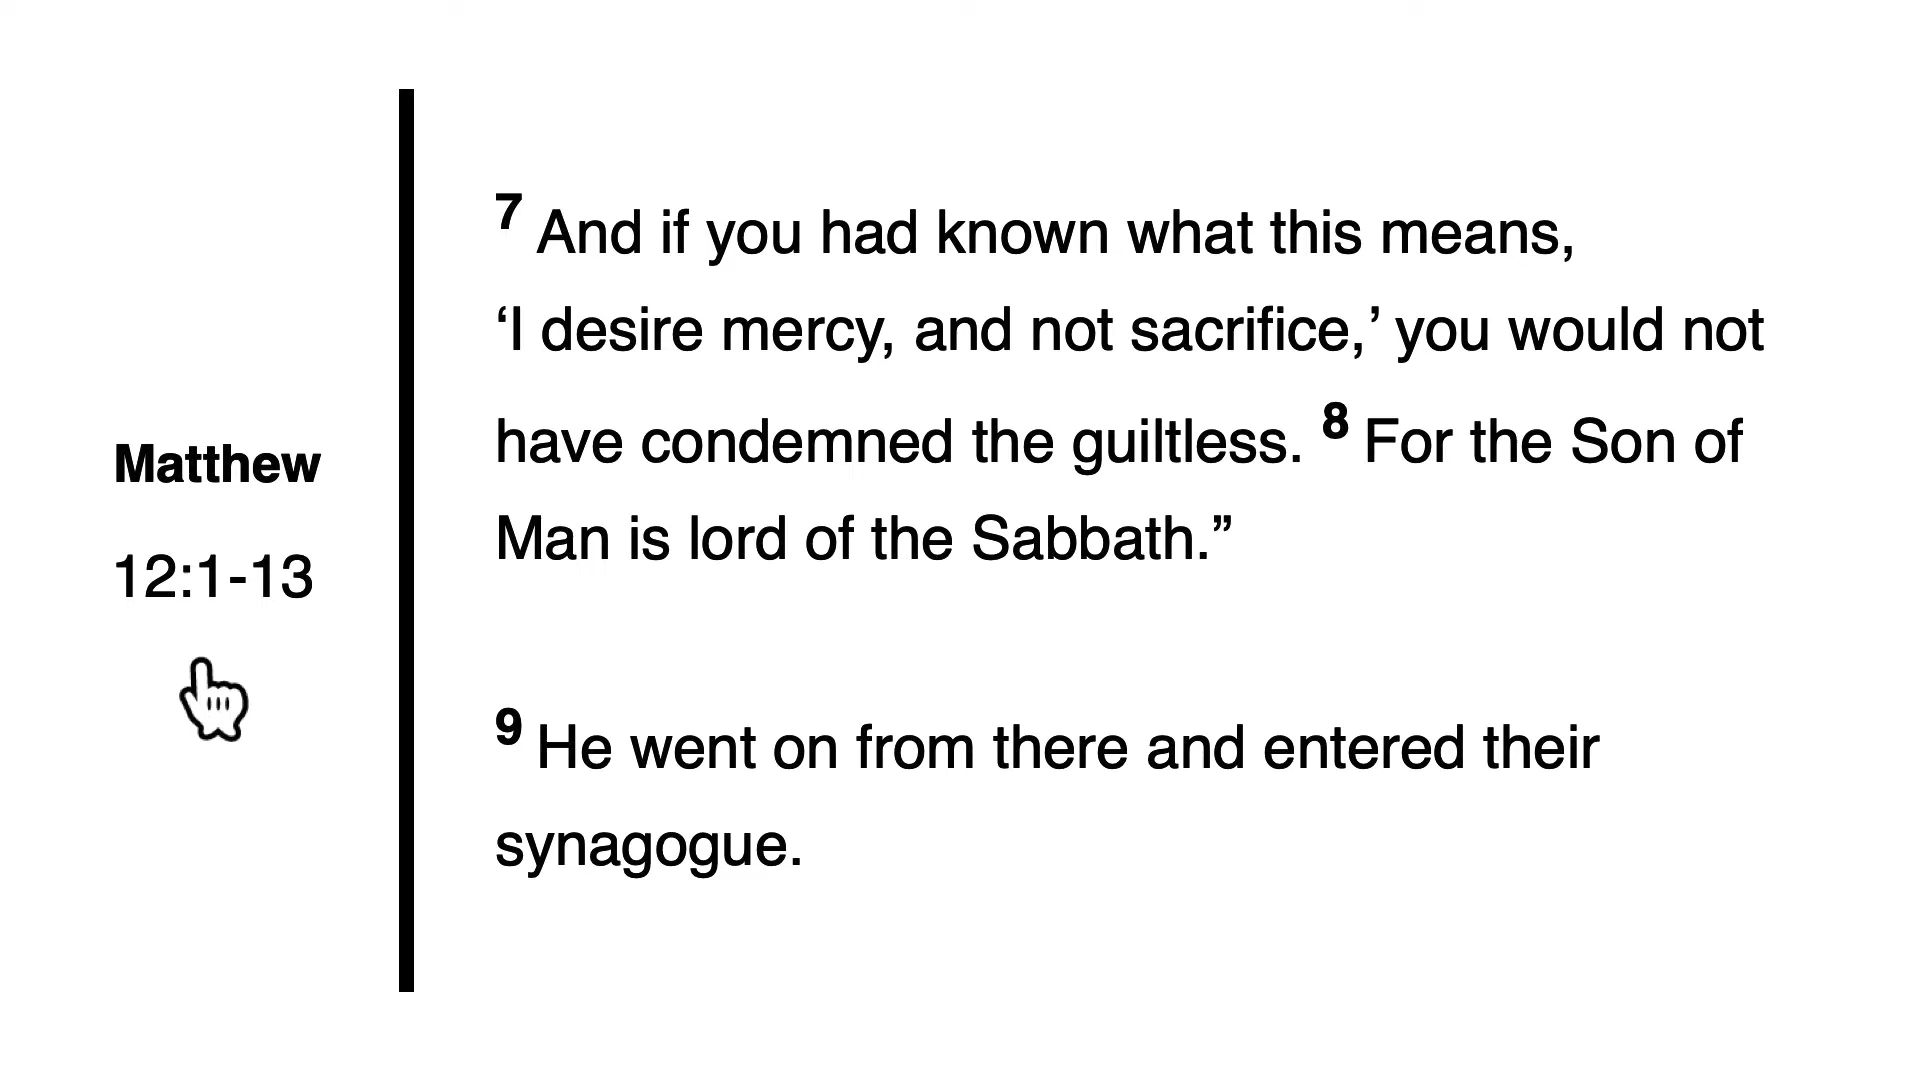 Matthew
12:1-13
7 And if you had known what this means,
‘I desire mercy, and not sacrifice,’ you would not
have condemned the guiltless. 8 For the Son of
Man is lord of the Sabbath.”
9 He went on from there and entered their
synagogue.